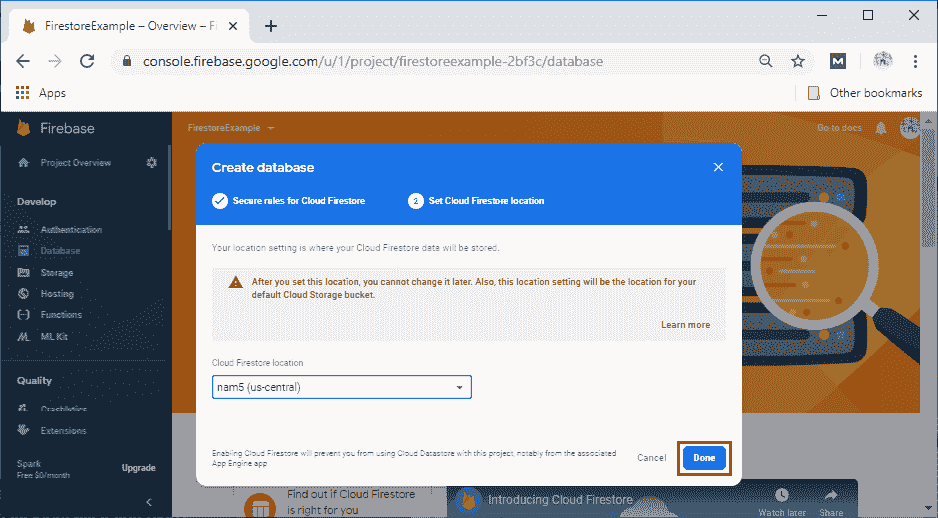 FirestoreExample – Overview – Fi
console.firebase.google.com/u/1/project/firestoreexample-2bf3c/database
M
Apps
Other bookmarks
Firebase
FirestoreExample
Go to docs
Project Overview
Create database
Secure rules for Cloud Firestore
2 Set Cloud Firestore location
Develop
Authentication
Database
Storage
Hosting
Functions
ML Kit
Your location setting is where your Cloud Firestore data will be stored.
After you set this location, you cannot change it later. Also, this location setting will be the location for your
default Cloud Storage bucket.
Learn more
Cloud Firestore location
nam5 (us-central)
Quality
Crashlytics
Extensions
Enabling Cloud Firestore will prevent you from using Cloud Datastore with this project, notably from the associated
App Engine app
Cancel
Done
Spark
Free $0/month
Upgrade
Find out if Cloud Firestore
is right for you
Introducing Cloud Firestore
Watch later
Share